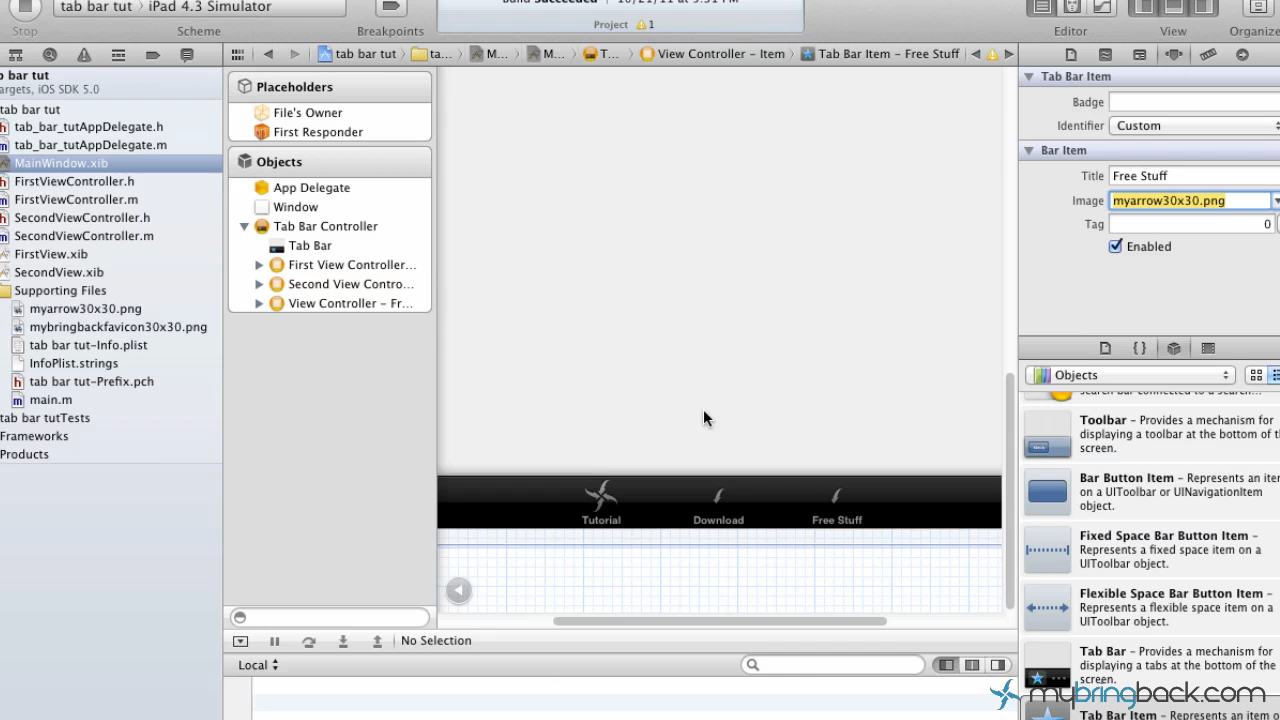 tab bar tut
iPad 4.3 Simulator
Project
1
Stop
Scheme
Breakpoints
Editor
View
Organize
tab bar tut
ta...
M...
M...
T...
View Controller – Item
Tab Bar Item – Free Stuff
b bar tut
argets, iOS SDK 5.0
tab bar tut
tab_bar_tutAppDelegate.h
tab_bar_tutAppDelegate.m
MainWindow.xib
FirstViewController.h
FirstViewController.m
SecondViewController.h
SecondViewController.m
FirstView.xib
SecondView.xib
Supporting Files
myarrow30x30.png
mybringbackfavicon30x30.png
tab bar tut-Info.plist
InfoPlist.strings
tab bar tut-Prefix.pch
main.m
tab bar tutTests
Frameworks
Products
Placeholders
File's Owner
First Responder
Objects
App Delegate
Window
Tab Bar Controller
Tab Bar
First View Controller...
Second View Contro...
View Controller – Fr...
Tutorial
Download
Free Stuff
No Selection
Local
Tab Bar Item
Badge
Identifier Custom
Bar Item
Title Free Stuff
Image myarrow30x30.png
Tag 0
Enabled
Objects
Toolbar – Provides a mechanism for
displaying a toolbar at the bottom of t
screen.
Bar Button Item – Represents an iter
on a UIToolbar or UINavigationItem
object.
Fixed Space Bar Button Item –
Represents a fixed space item on a
UIToolbar object.
Flexible Space Bar Button Item –
Represents a flexible space item on a
UIToolbar object.
Tab Bar – Provides a mechanism for
displaying a tabs at the bottom of the
screen.
Tab Bar Item – Represents an item o
mybringback.com